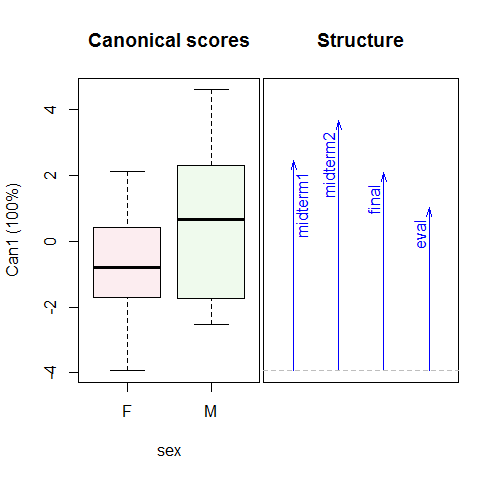 Canonical scores
Structure
Can1 (100%)
4
2
0
-2
-4
F
M
sex
midterm1
midterm2
final
eval